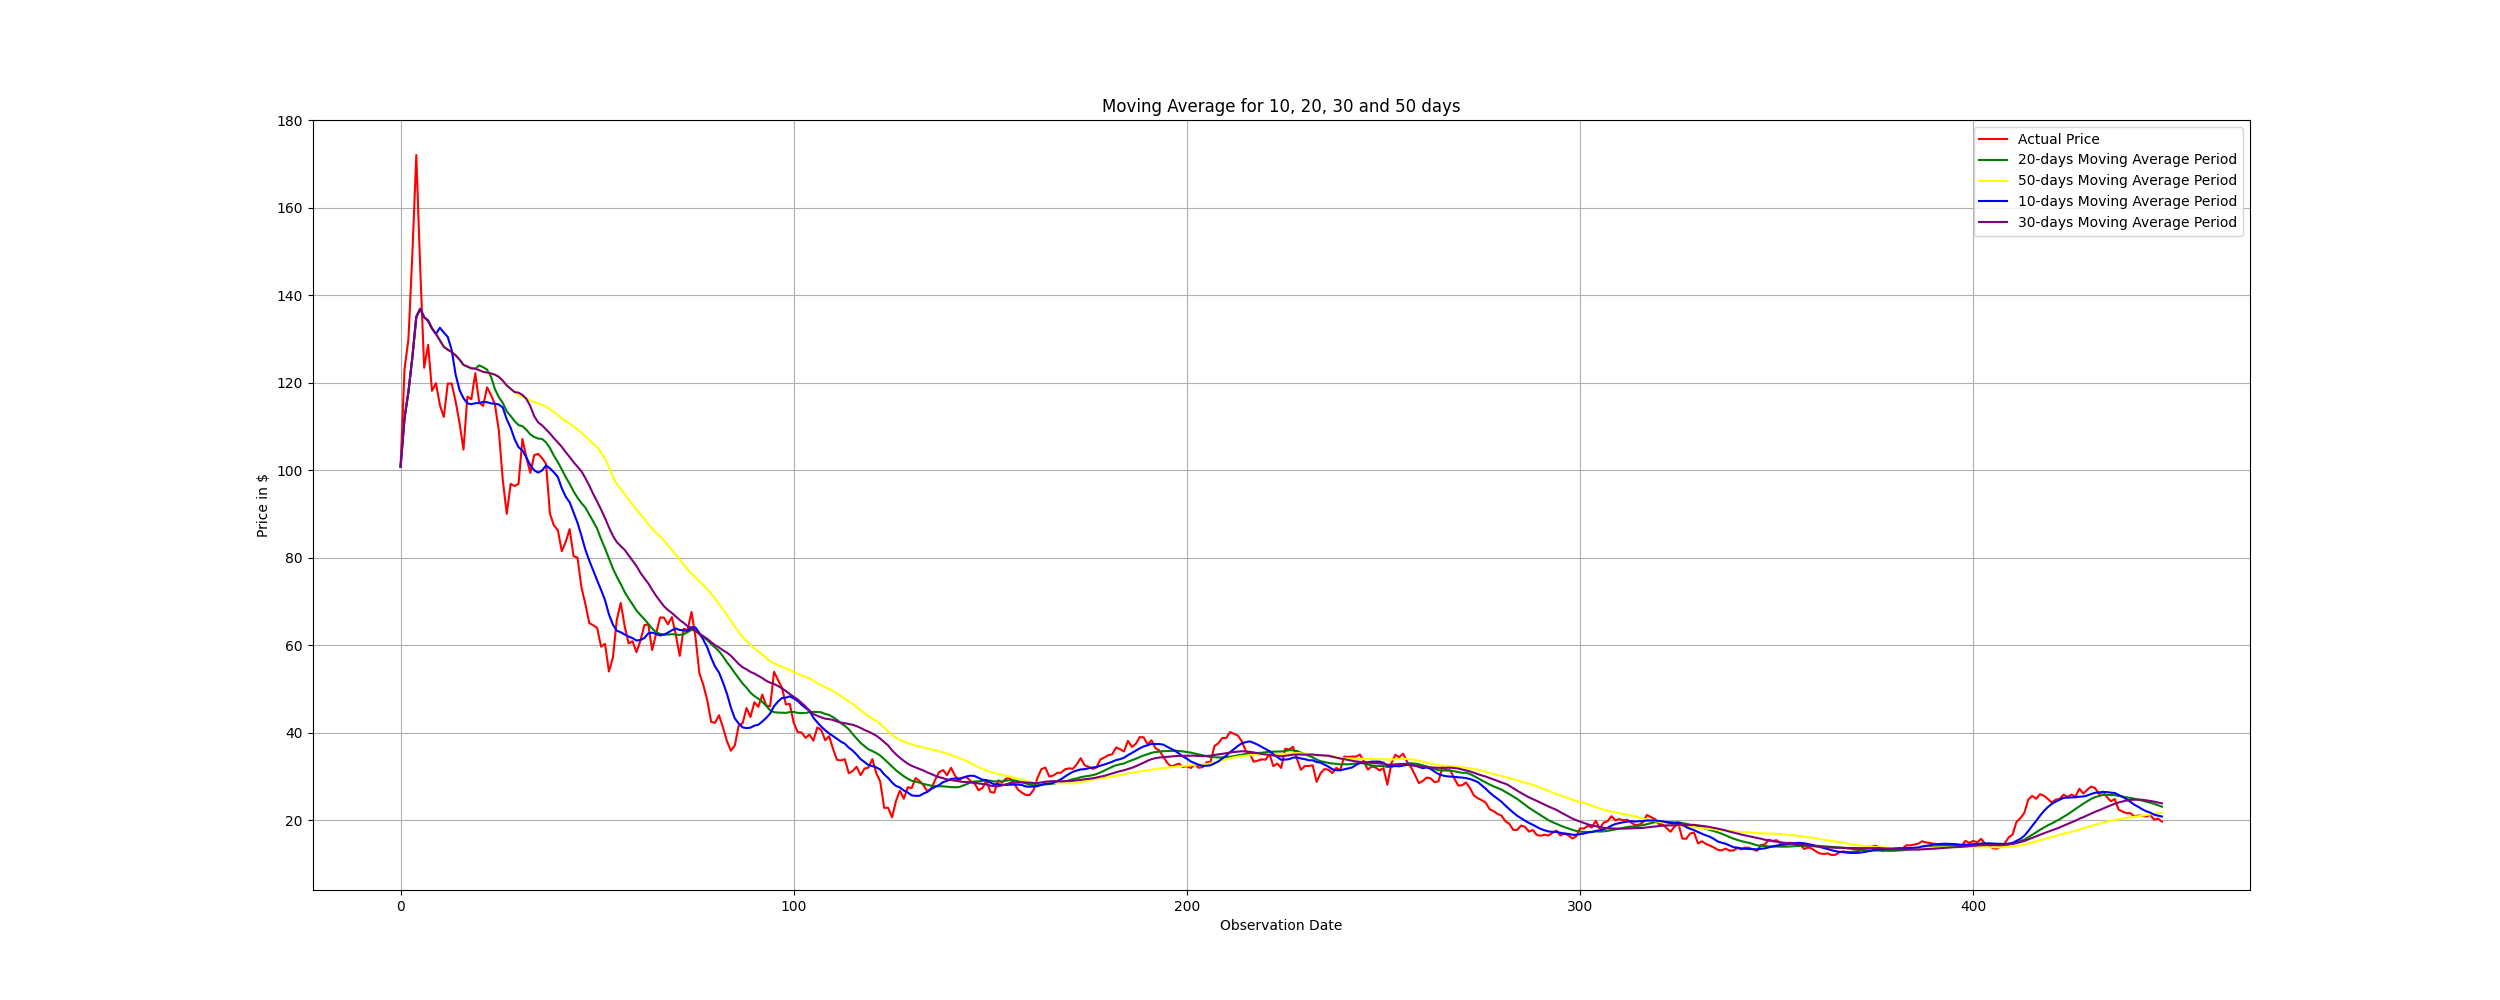 Moving Average for 10, 20, 30 and 50 days
180
160
140
120
100
80
60
40
20
Price in $
Actual Price
20-days Moving Average Period
50-days Moving Average Period
10-days Moving Average Period
30-days Moving Average Period
0 100 200 300 400
Observation Date